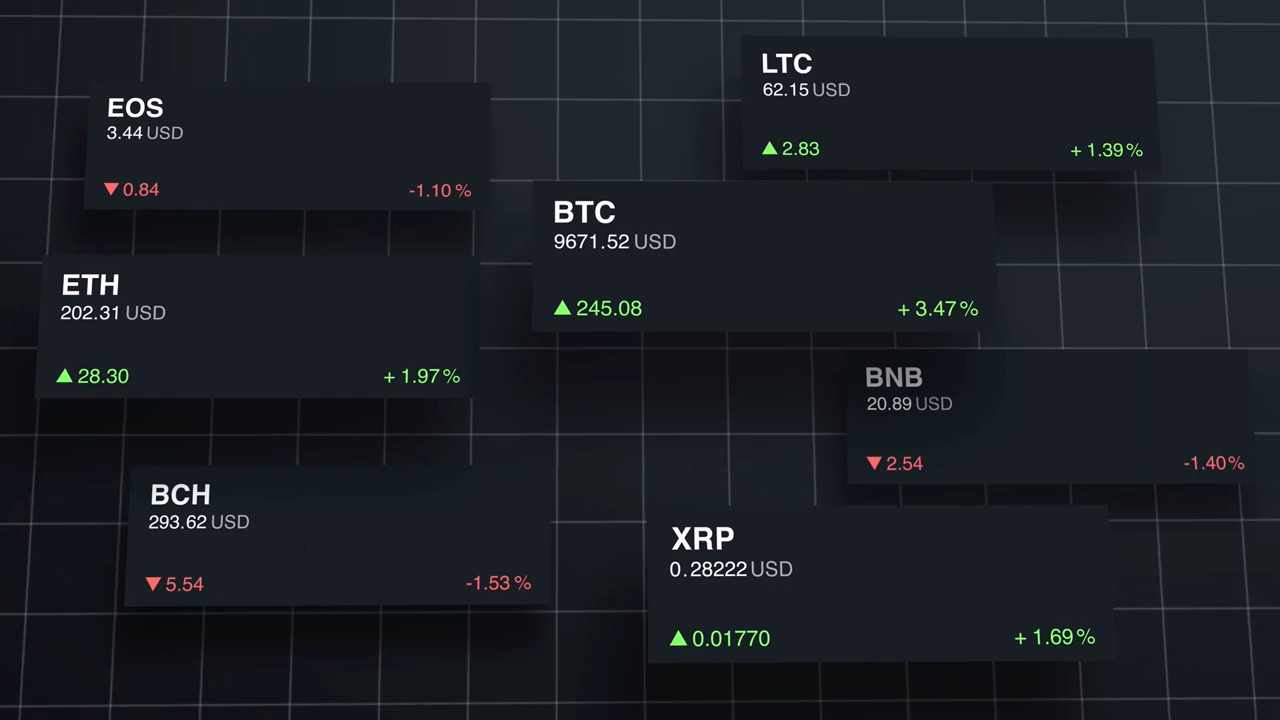 LTC
62.15 USD
▲ 2.83 + 1.39%
EOS
3.44 USD
▼ 0.84 -1.10%
BTC
9671.52 USD
▲ 245.08 + 3.47%
ETH
202.31 USD
▲ 28.30 + 1.97%
BNB
20.89 USD
▼ 2.54 -1.40%
BCH
293.62 USD
▼ 5.54 -1.53%
XRP
0.28222 USD
▲ 0.01770 + 1.69%